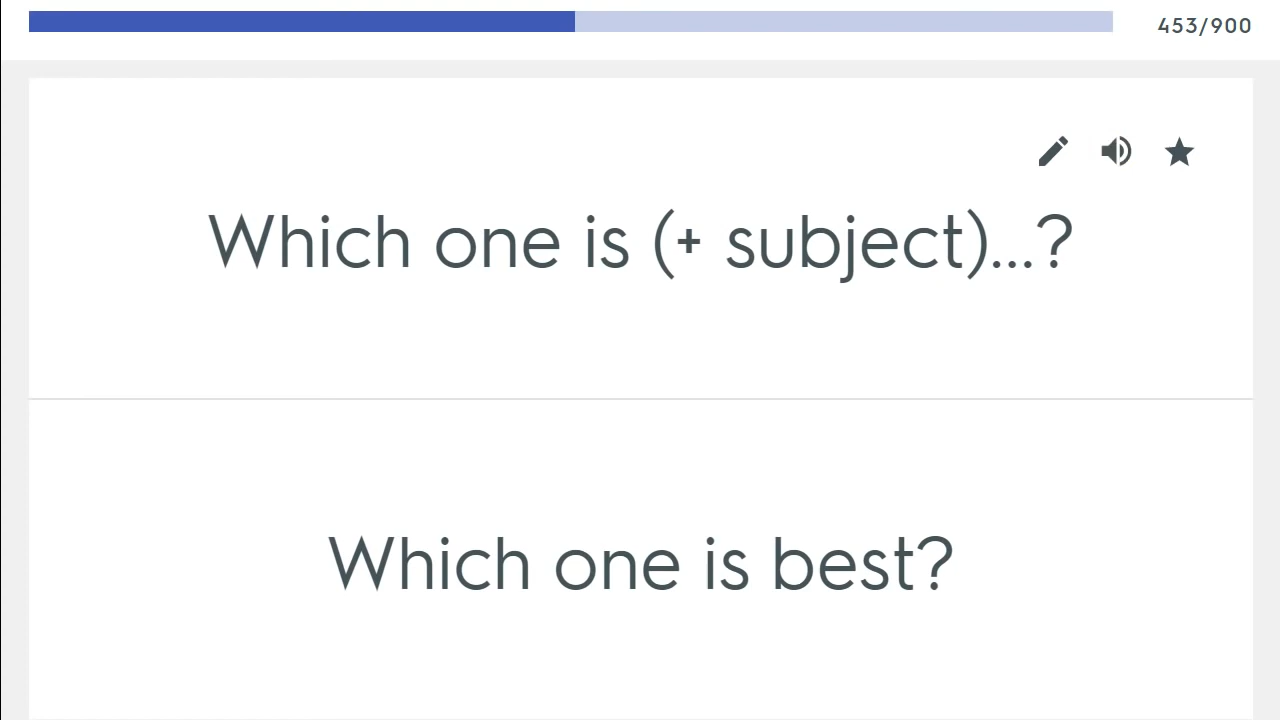 453/900
Which one is (+ subject)...?
Which one is best?